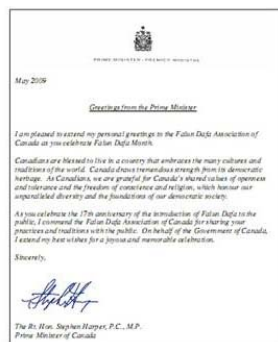 PRIME MINISTER · PREMIER MINISTRE
May 2009
Greetings from the Prime Minister
I am pleased to extend my personal greetings to the Falun Dafa Association of
Canada as you celebrate Falun Dafa Month.
Canadians are blessed to live in a country that embraces the many cultures and
traditions of the world. Canada draws tremendous strength from its democratic
heritage. As Canadians, we are grateful for Canada's shared values of openness
and tolerance and the freedom of conscience and religion, which honour our
unparalleled diversity and the foundations of our democratic society.
As you celebrate the 17th anniversary of the introduction of Falun Dafa to the
public, I commend the Falun Dafa Association of Canada for sharing your
practices and traditions with the public. On behalf of the Government of Canada,
I extend my best wishes for a joyous and memorable celebration.
Sincerely,
The Rt. Hon. Stephen Harper, P.C., M.P.
Prime Minister of Canada